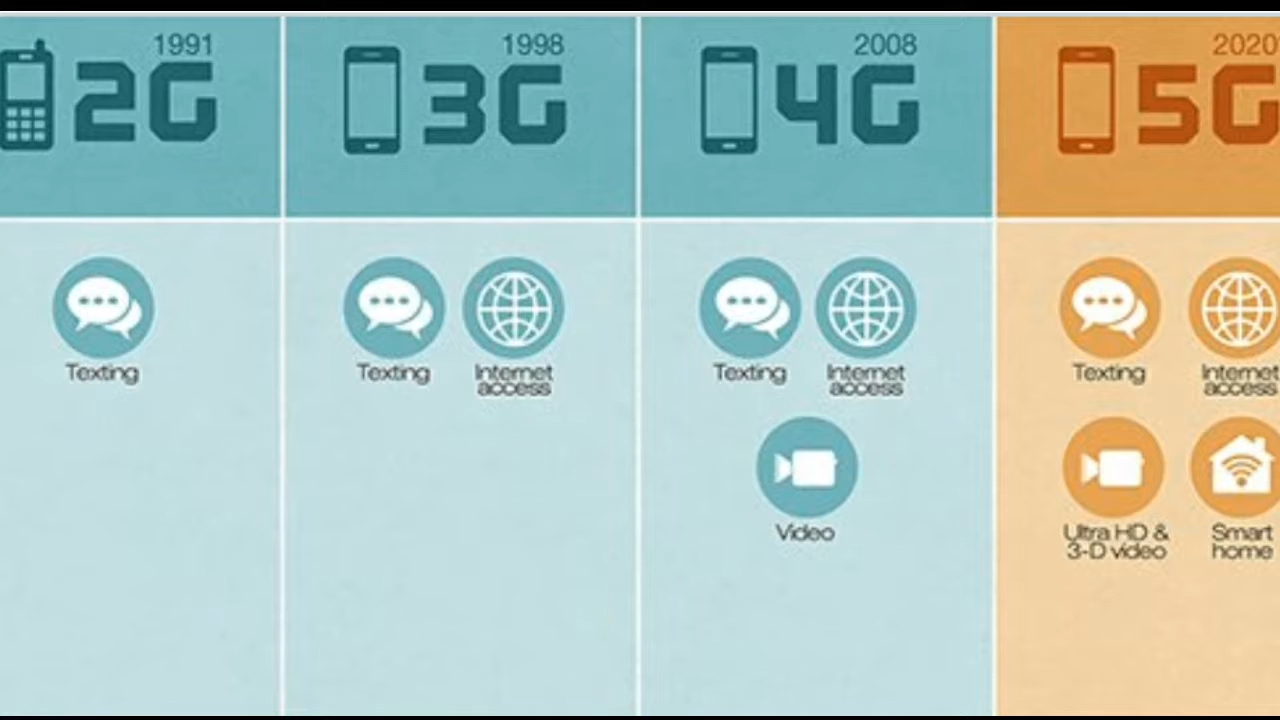 1991
2G
Texting
1998
3G
Texting
Internet
access
2008
4G
Texting
Internet
access
Video
2020
5G
Texting
Internet
access
Ultra HD &
3-D video
Smart
home